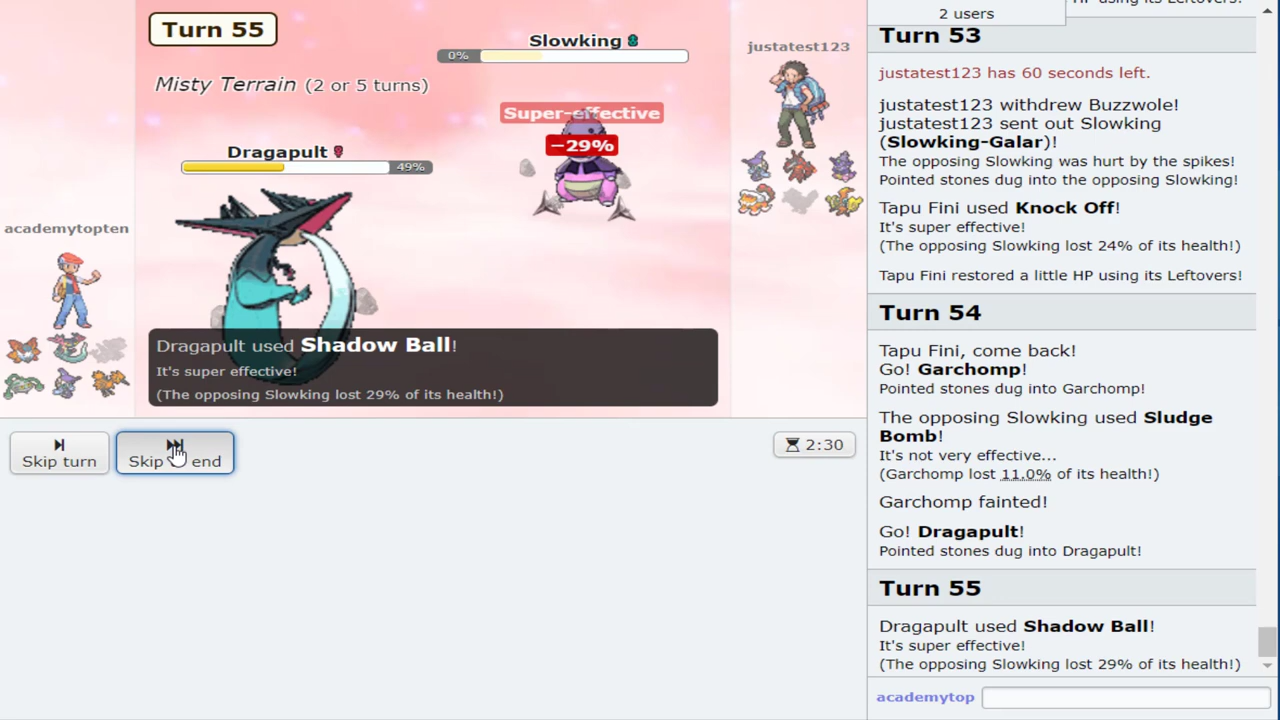 Turn 55
Misty Terrain (2 or 5 turns)
Slowking
0%
Super-effective
−29%
Dragapult
49%
academytopten
justatest123
Dragapult used Shadow Ball!
It's super effective!
(The opposing Slowking lost 29% of its health!)
Skip turn
Skip end
2:30
2 users
Turn 53
justatest123 has 60 seconds left.
justatest123 withdrew Buzzwole!
justatest123 sent out Slowking
(Slowking-Galar)!
The opposing Slowking was hurt by the spikes!
Pointed stones dug into the opposing Slowking!
Tapu Fini used Knock Off!
It's super effective!
(The opposing Slowking lost 24% of its health!)
Tapu Fini restored a little HP using its Leftovers!
Turn 54
Tapu Fini, come back!
Go! Garchomp!
Pointed stones dug into Garchomp!
The opposing Slowking used Sludge
Bomb!
It's not very effective...
(Garchomp lost 11.0% of its health!)
Garchomp fainted!
Go! Dragapult!
Pointed stones dug into Dragapult!
Turn 55
Dragapult used Shadow Ball!
It's super effective!
(The opposing Slowking lost 29% of its health!)
academytop